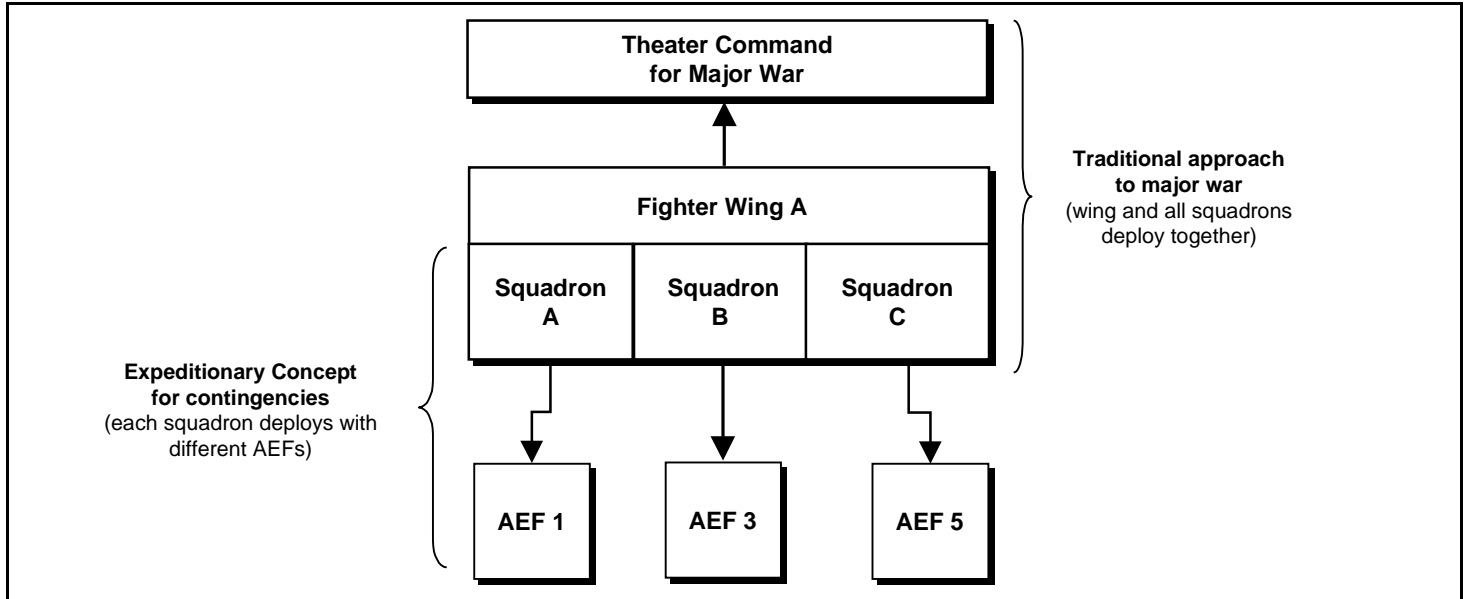 Theater Command
for Major War
Traditional approach
to major war
(wing and all squadrons
deploy together)
Fighter Wing A
Squadron
A
Squadron
B
Squadron
C
Expeditionary Concept
for contingencies
(each squadron deploys with
different AEFs)
AEF 1
AEF 3
AEF 5